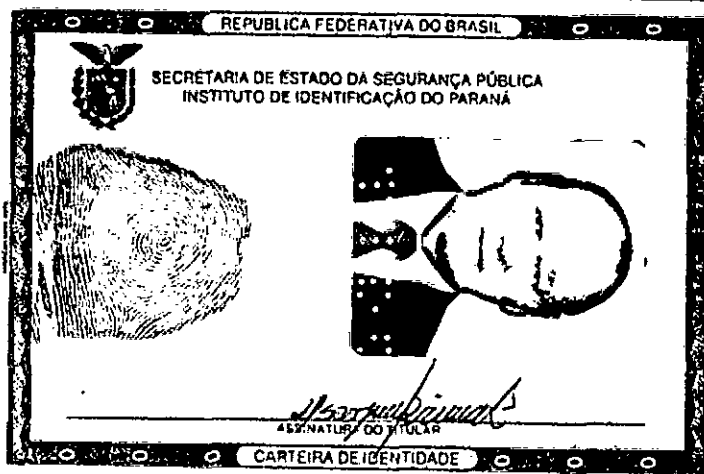 REPÚBLICA FEDERATIVA DO BRASIL
SECRETARIA DE ESTADO DA SEGURANÇA PÚBLICA
INSTITUTO DE IDENTIFICAÇÃO DO PARANÁ
ASSINATURA DO TITULAR
CARTEIRA DE IDENTIDADE